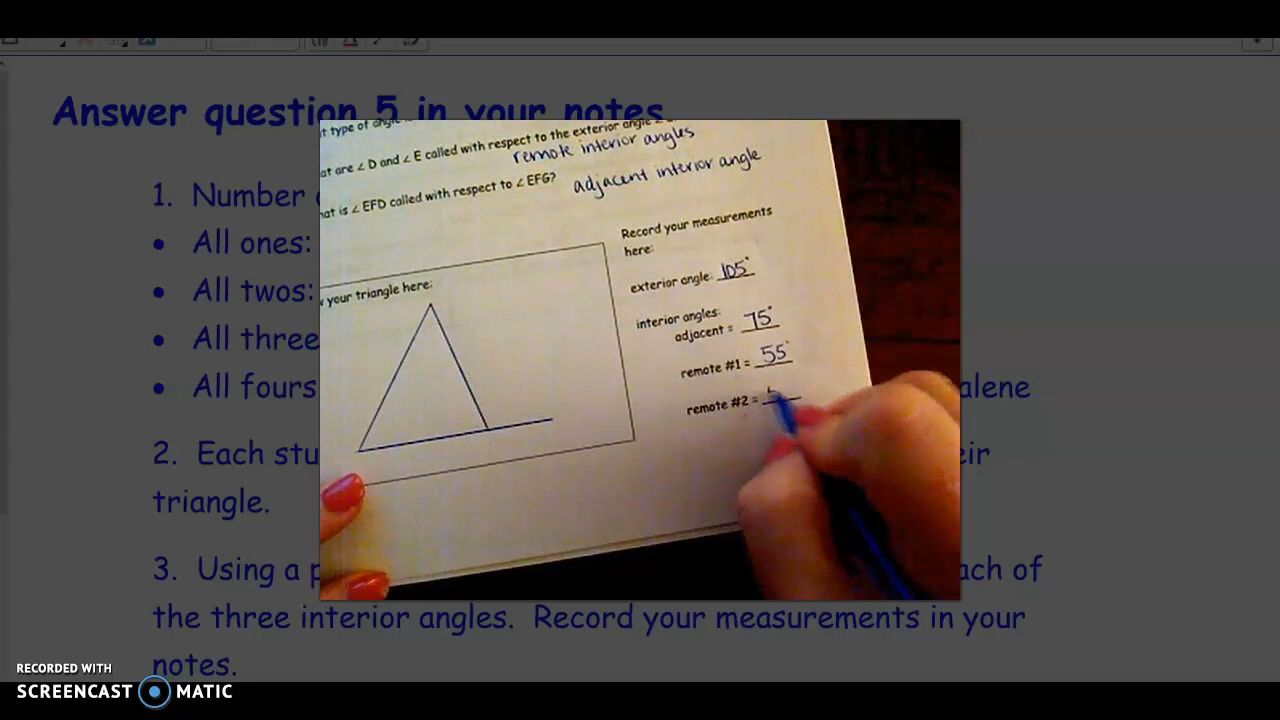 Answer question 5 in your notes
1. Number
• All ones:
• All twos:
• All three
• All fours
alene
2. Each stu
eir
triangle.
3. Using a p
ach of
the three interior angles. Record your measurements in your
notes.
t type of angle
at are ∠ D and ∠ E called with respect to the exterior angle ∠
remote interior angles
hat is ∠ EFD called with respect to ∠ EFG?
adjacent interior angle
Record your measurements
here:
exterior angle: 105°
interior angles:
adjacent = 75°
remote #1 = 55°
remote #2 =
your triangle here:
RECORDED WITH
SCREENCAST MATIC